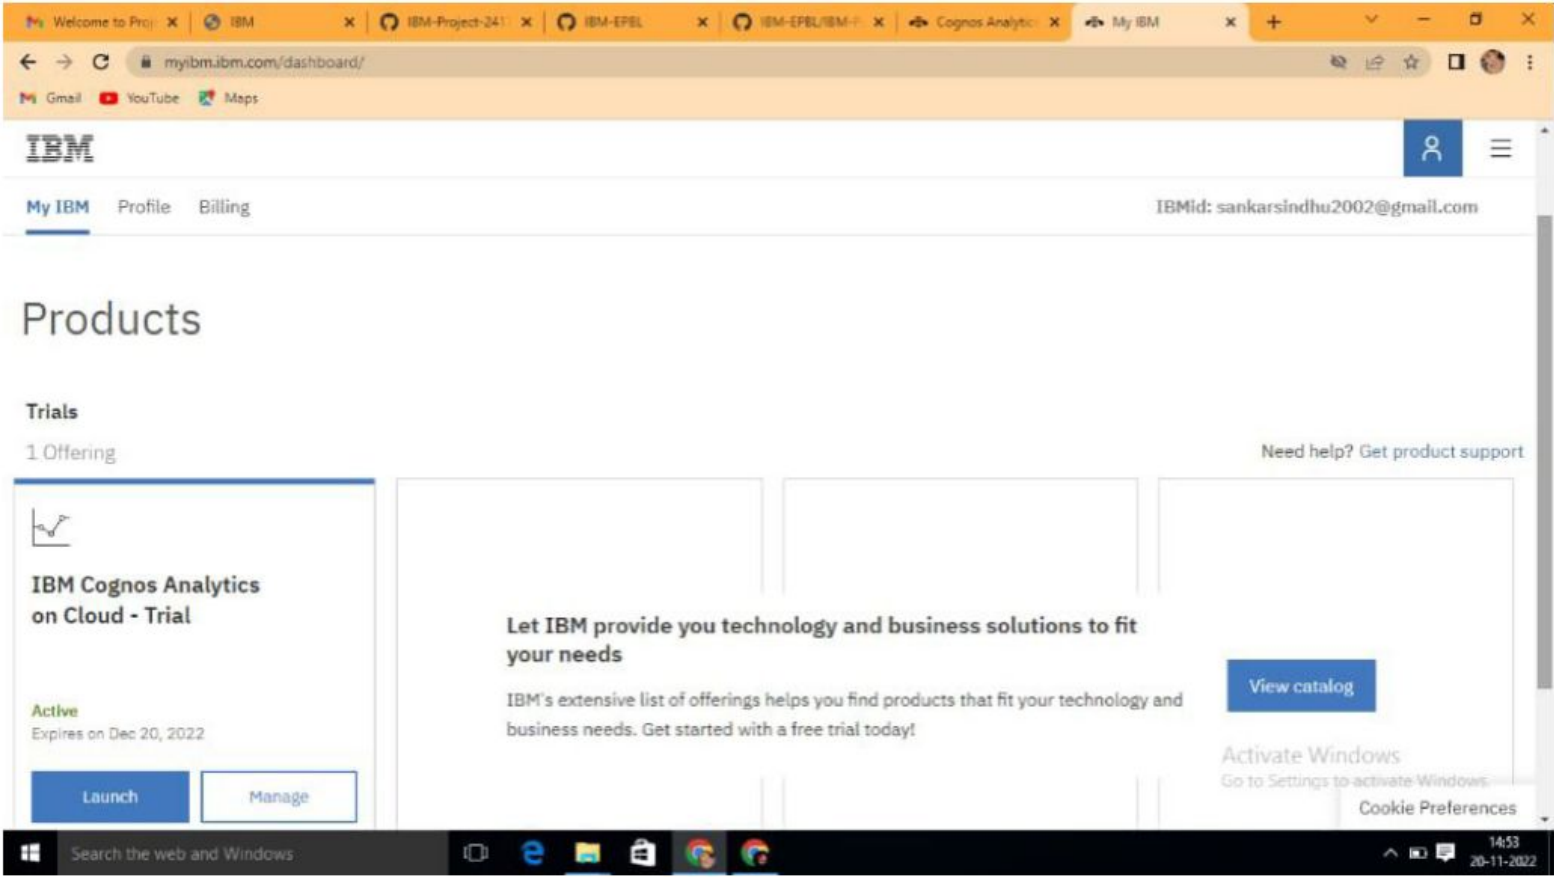 Welcome to Proj
IBM
IBM-Project-241
IBM-EPBL
IBM-EPBL/IBM-P
Cognos Analytic
My IBM
myibm.ibm.com/dashboard/
Gmail YouTube Maps
IBM
My IBM Profile Billing IBMid: sankarsindhu2002@gmail.com
Products
Trials
1 Offering
Need help? Get product support
IBM Cognos Analytics
on Cloud - Trial
Active
Expires on Dec 20, 2022
Launch Manage
Let IBM provide you technology and business solutions to fit
your needs
IBM's extensive list of offerings helps you find products that fit your technology and
business needs. Get started with a free trial today!
View catalog
Activate Windows
Go to Settings to activate Windows.
Cookie Preferences
Search the web and Windows
14:53
20-11-2022